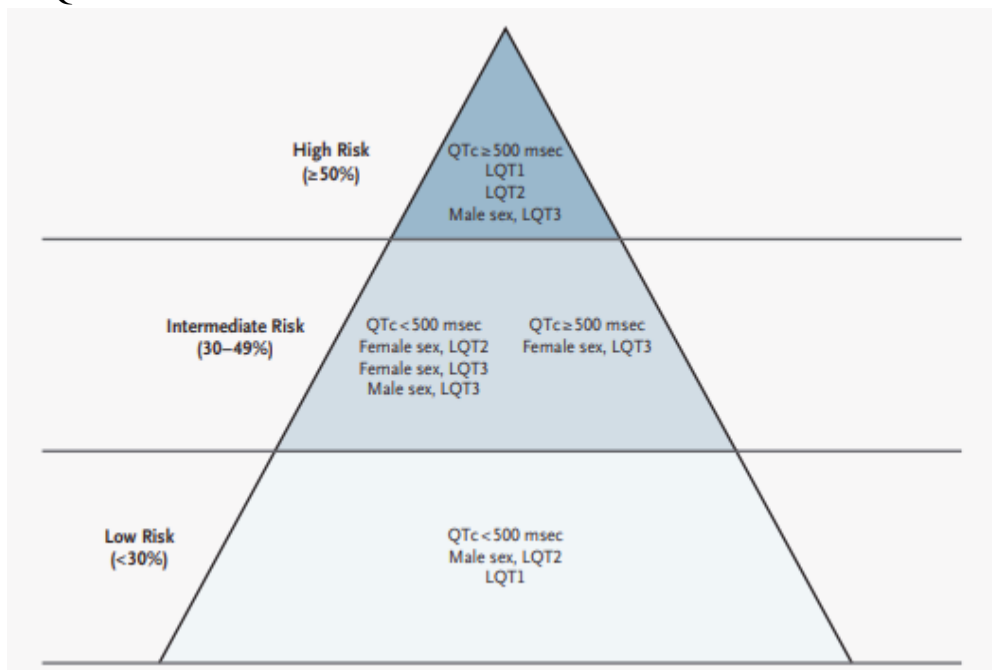 High Risk
(≥50%)
QTc≥500 msec
LQT1
LQT2
Male sex, LQT3
Intermediate Risk
(30–49%)
QTc<500 msec
Female sex, LQT2
Female sex, LQT3
Male sex, LQT3
QTc≥500 msec
Female sex, LQT3
Low Risk
(<30%)
QTc<500 msec
Male sex, LQT2
LQT1